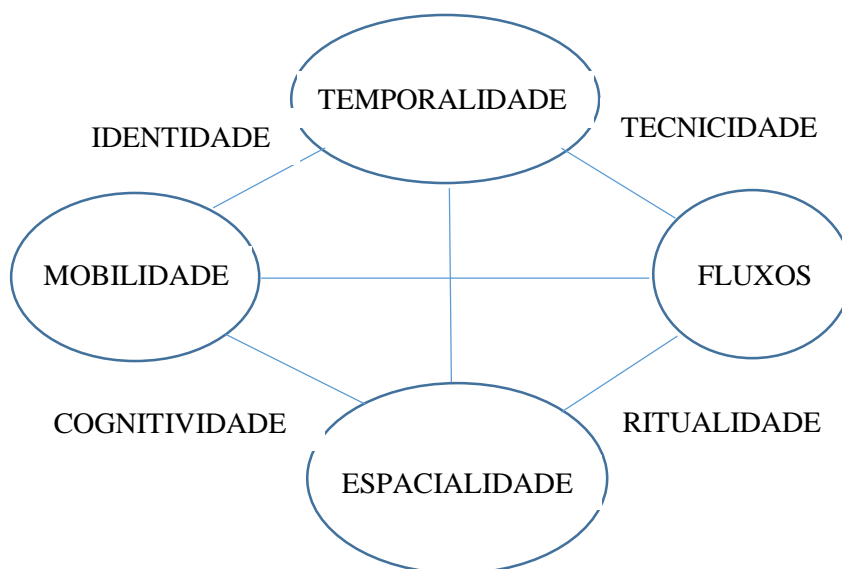 TEMPORALIDADE
IDENTIDADE
TECNICIDADE
MOBILIDADE
FLUXOS
COGNITIVIDADE
RITUALIDADE
ESPACIALIDADE